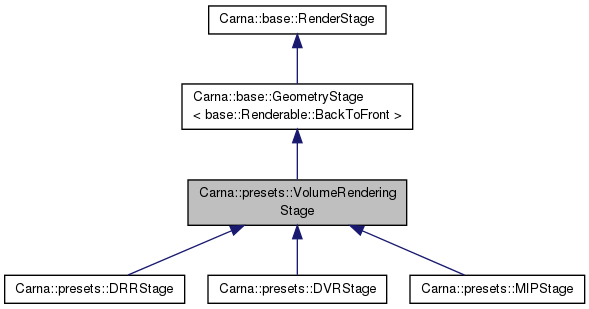 Carna::base::RenderStage
Carna::base::GeometryStage
< base::Renderable::BackToFront >
Carna::presets::VolumeRendering
Stage
Carna::presets::DRRStage
Carna::presets::DVRStage
Carna::presets::MIPStage